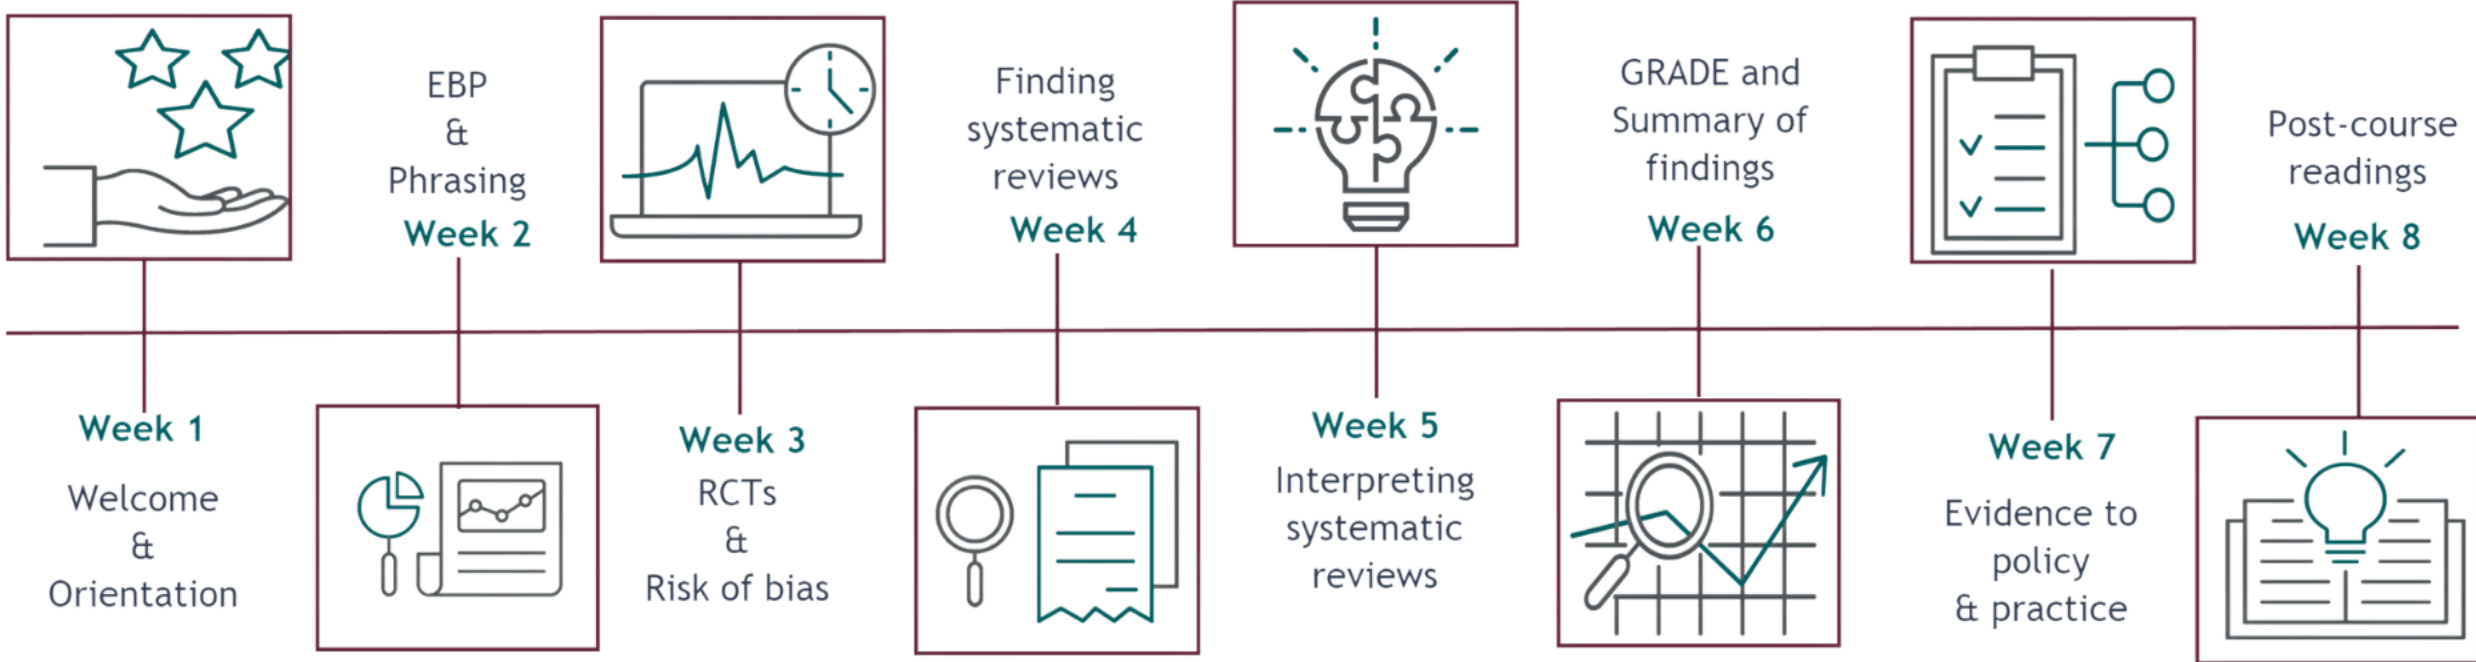 Week 1
Welcome
&
Orientation
EBP
&
Phrasing
Week 2
Week 3
RCTs
&
Risk of bias
Finding
systematic
reviews
Week 4
Week 5
Interpreting
systematic
reviews
GRADE and
Summary of
findings
Week 6
Week 7
Evidence to
policy
& practice
Post-course
readings
Week 8